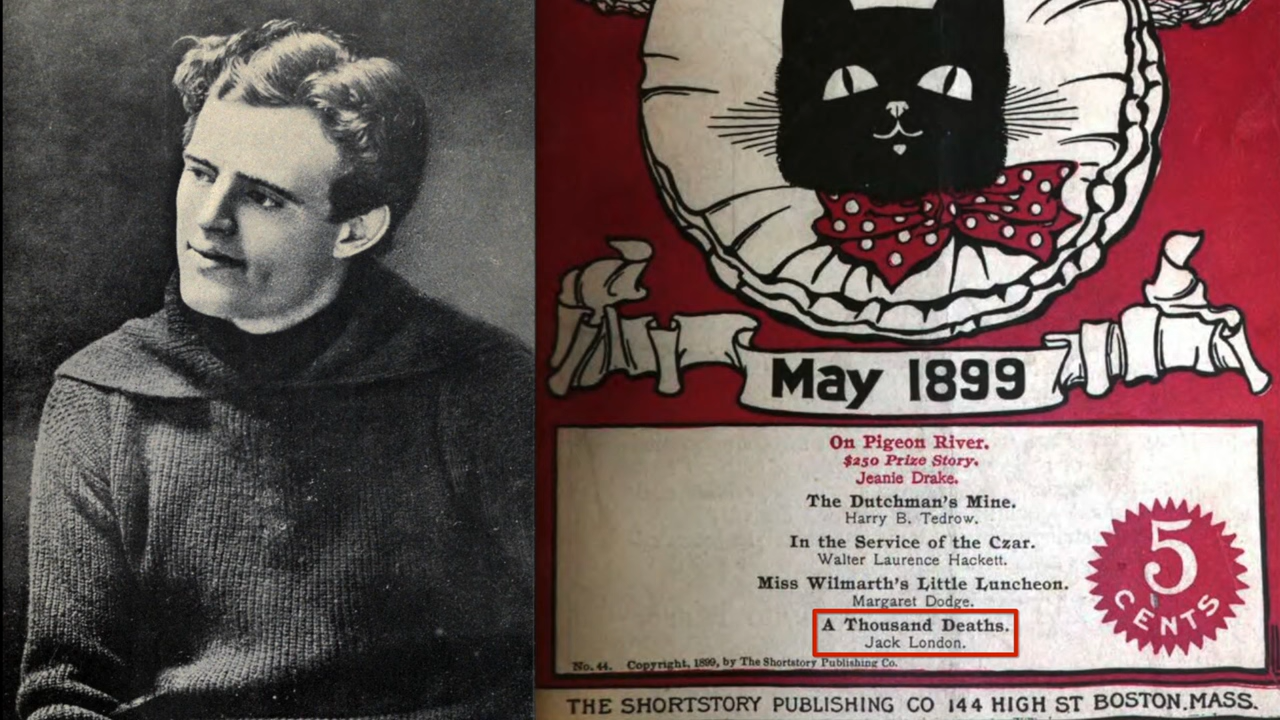 May 1899
On Pigeon River.
$250 Prize Story.
Jeanie Drake.
The Dutchman's Mine.
Harry B. Tedrow.
In the Service of the Czar.
Walter Laurence Hackett.
Miss Wilmarth's Little Luncheon.
Margaret Dodge.
A Thousand Deaths.
Jack London.
5
CENTS
No. 44. Copyright, 1899, by The Shortstory Publishing Co.
THE SHORTSTORY PUBLISHING CO 144 HIGH ST BOSTON.MASS.